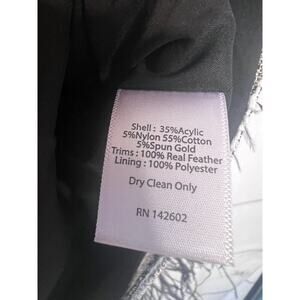 Shell : 35%Acylic
5%Nylon 55%Cotton
5%Spun Gold
Trims : 100% Real Feather
Lining : 100% Polyester
Dry Clean Only
RN 142602